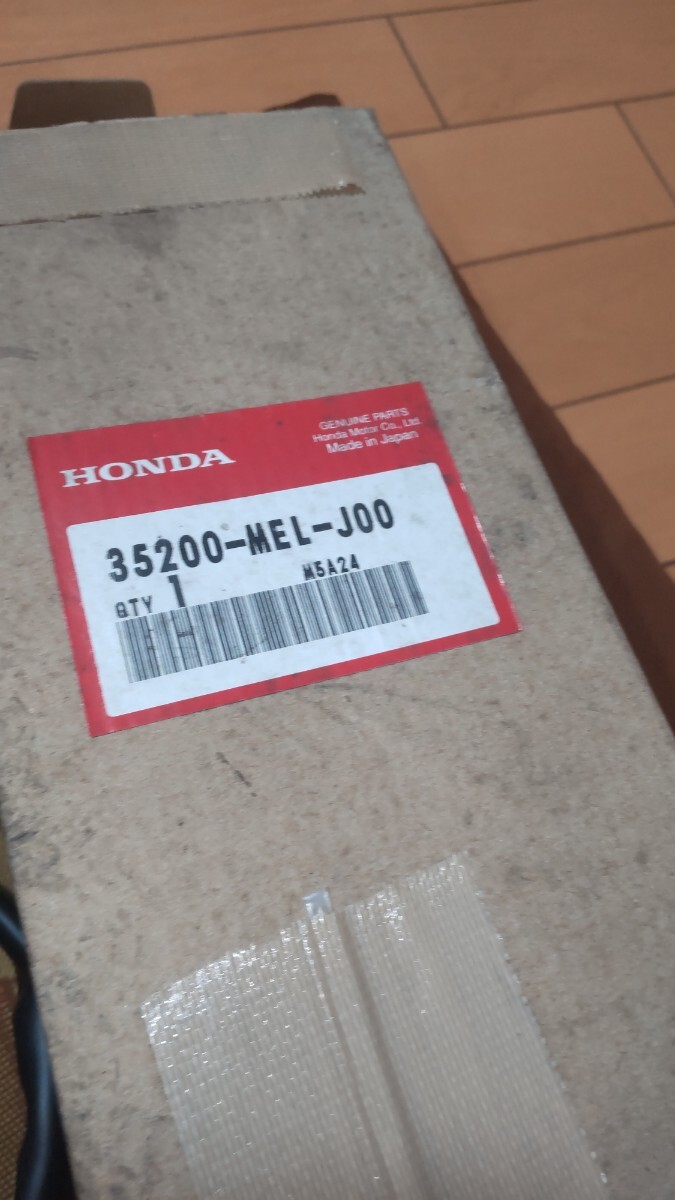 HONDA
GENUINE PARTS
Honda Motor Co., Ltd.
Made in Japan
35200-MEL-J00
QTY 1
M5A24